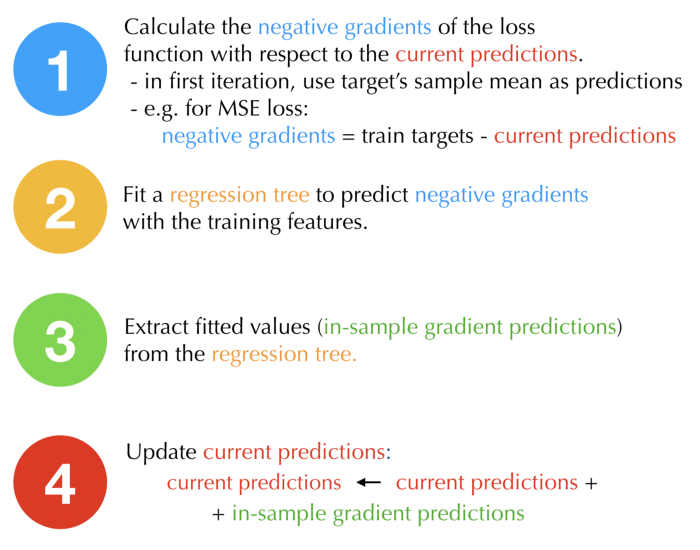 1
Calculate the negative gradients of the loss
function with respect to the current predictions.
- in first iteration, use target's sample mean as predictions
- e.g. for MSE loss:
negative gradients = train targets - current predictions
2
Fit a regression tree to predict negative gradients
with the training features.
3
Extract fitted values (in-sample gradient predictions)
from the regression tree.
4
Update current predictions:
current predictions ← current predictions +
+ in-sample gradient predictions